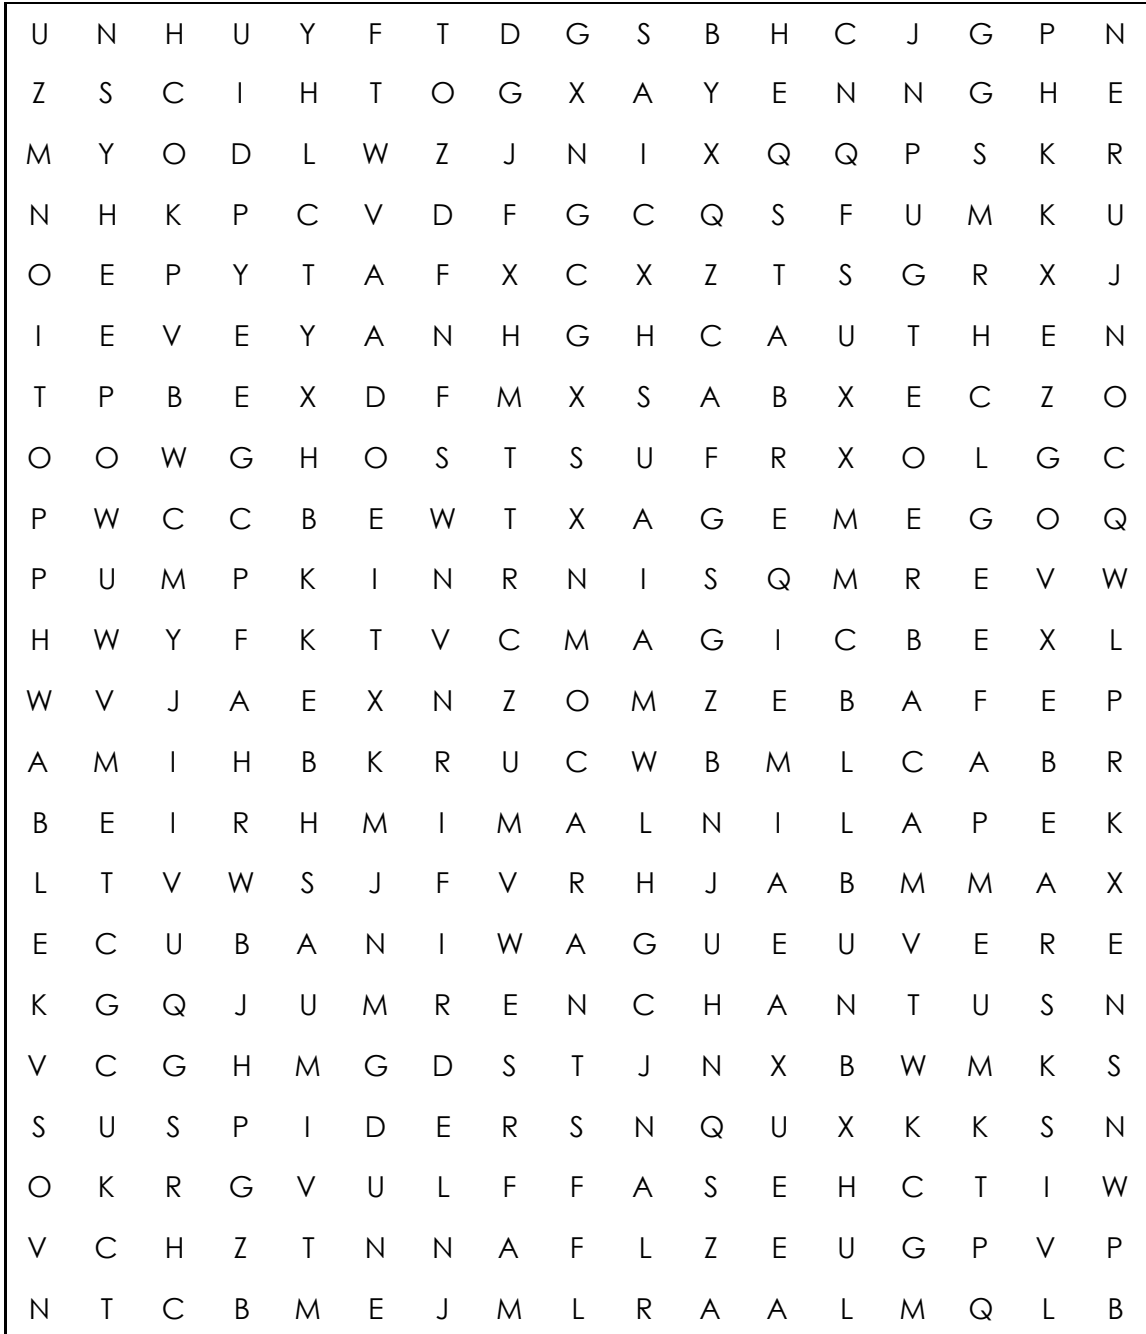 U N H U Y F T D G S B H C J G P N
Z S C I H T O G X A Y E N N G H E
M Y O D L W Z J N I X Q Q P S K R
N H K P C V D F G C Q S F U M K U
O E P Y T A F X C X Z T S G R X J
I E V E Y A N H G H C A U T H E N
T P B E X D F M X S A B X E C Z O
O O W G H O S T S U F R X O L G C
P W C C B E W T X A G E M E G O Q
P U M P K I N R N I S Q M R E V W
H W Y F K T V C M A G I C B E X L
W V J A E X N Z O M Z E B A F E P
A M I H B K R U C W B M L C A B R
B E I R H M I M A L N I L A P E K
L T V W S J F V R H J A B M M A X
E C U B A N I W A G U E U V E R E
K G Q J U M R E N C H A N T U S N
V C G H M G D S T J N X B W M K S
S U S P I D E R S N Q U X K K S N
O K R G V U L F F A S E H C T I W
V C H Z T N N A F L Z E U G P V P
N T C B M E J M L R A A L M Q L B